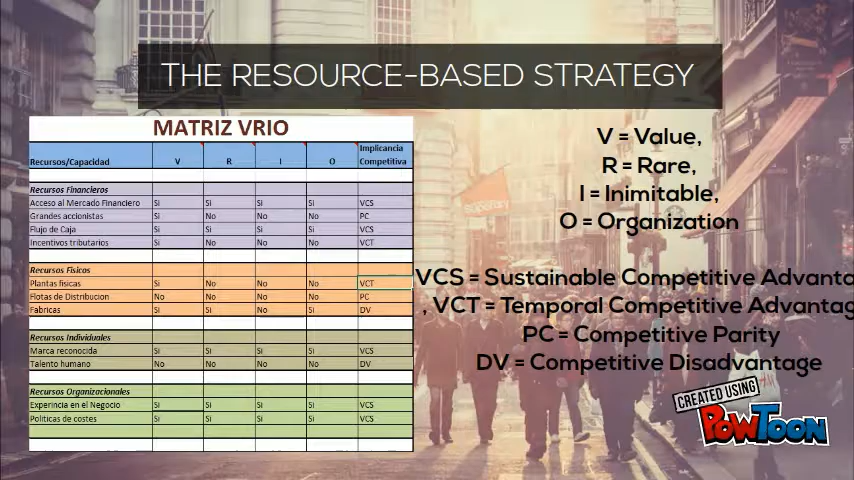 THE RESOURCE-BASED STRATEGY
MATRIZ VRIO
Recursos/Capacidad V R I O Implicancia Competitiva
Recursos Financieros
Acceso al Mercado Financiero Si Si Si Si VCS
Grandes accionistas Si No No No PC
Flujo de Caja Si Si Si Si VCS
Incentivos tributarios Si No No No VCT
Recursos Fisicos
Plantas fisicas Si No No No VCT
Flotas de Distribucion No No No No PC
Fabricas Si Si No Si DV
Recursos Individuales
Marca reconocida Si Si Si Si VCS
Talento humano No No No No DV
Recursos Organizacionales
Experincia en el Negocio Si Si Si Si VCS
Politicas de costes Si Si Si Si VCS
V = Value,
R = Rare,
I = Inimitable,
O = Organization
VCS = Sustainable Competitive Advanta
, VCT = Temporal Competitive Advantag
PC = Competitive Parity
DV = Competitive Disadvantage
CREATED USING
POWTOON